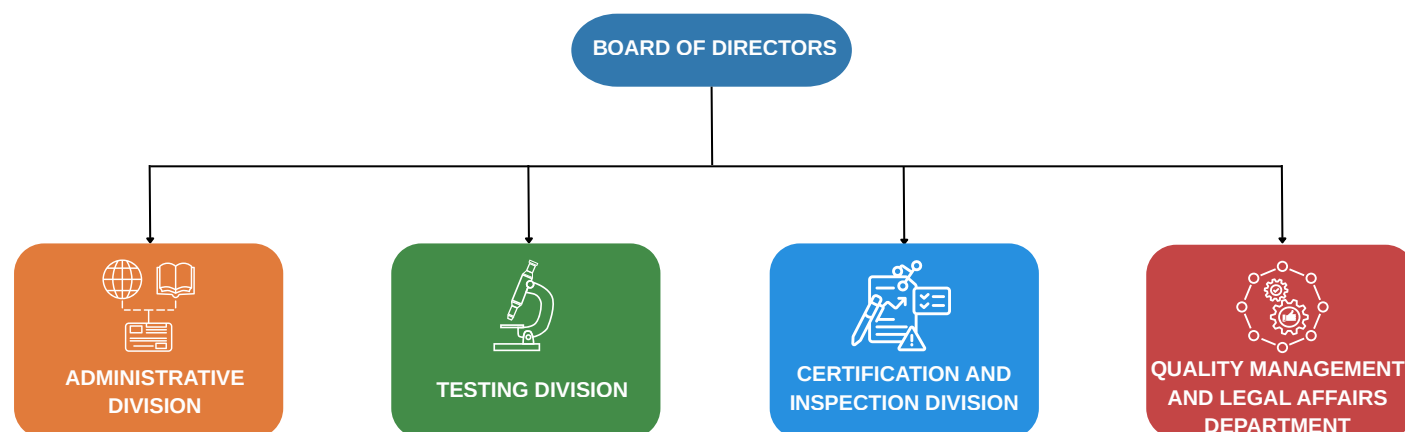 BOARD OF DIRECTORS
ADMINISTRATIVE
DIVISION
TESTING DIVISION
CERTIFICATION AND
INSPECTION DIVISION
QUALITY MANAGEMENT
AND LEGAL AFFAIRS
DEPARTMENT